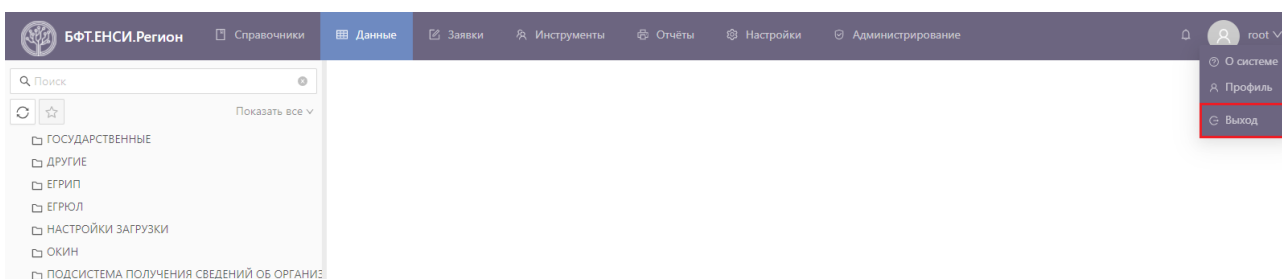 БФТ.ЕНСИ.Регион Справочники Данные Заявки Инструменты Отчёты Настройки Администрирование root
О системе
Поиск
Профиль
Показать все
Выход
ГОСУДАРСТВЕННЫЕ
ДРУГИЕ
ЕГРИП
ЕГРЮЛ
НАСТРОЙКИ ЗАГРУЗКИ
ОКИН
ПОДСИСТЕМА ПОЛУЧЕНИЯ СВЕДЕНИЙ ОБ ОРГАНИЗ